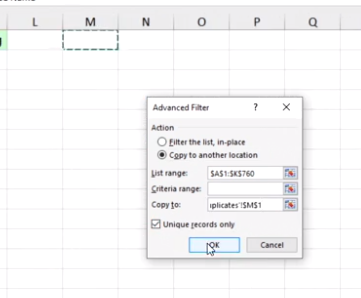 L M N O P Q
Advanced Filter ? X
Action
Filter the list, in-place
Copy to another location
List range: $A$1:$K$760
Criteria range:
Copy to: iplicates'!$M$1
Unique records only
OK Cancel